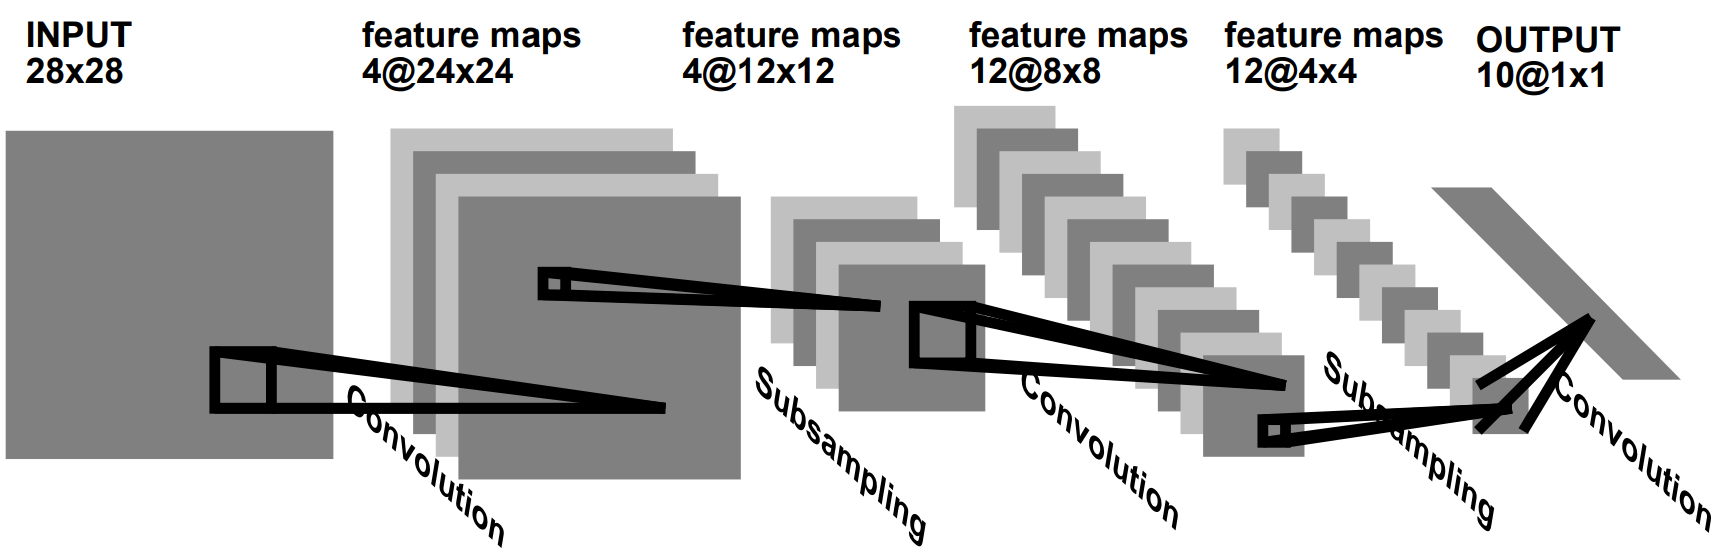 INPUT
28x28
feature maps
4@24x24
feature maps
4@12x12
feature maps
12@8x8
feature maps
12@4x4
OUTPUT
10@1x1
Convolution
Subsampling
Convolution
Subsampling
Convolution